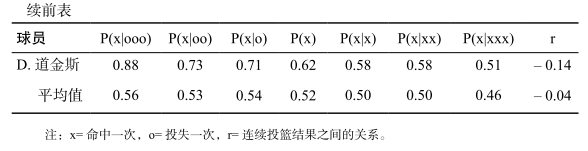 续前表
球员 P(x|ooo) P(x|oo) P(x|o) P(x) P(x|x) P(x|xx) P(x|xxx) r
D. 道金斯 0.88 0.73 0.71 0.62 0.58 0.58 0.51 – 0.14
平均值 0.56 0.53 0.54 0.52 0.50 0.50 0.46 – 0.04
注：x= 命中一次，o= 投失一次，r= 连续投篮结果之间的关系。